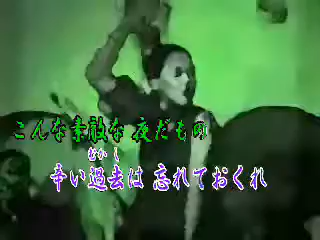 こんな素敵な夜だもの
むかし
辛い過去は 忘れておくれ